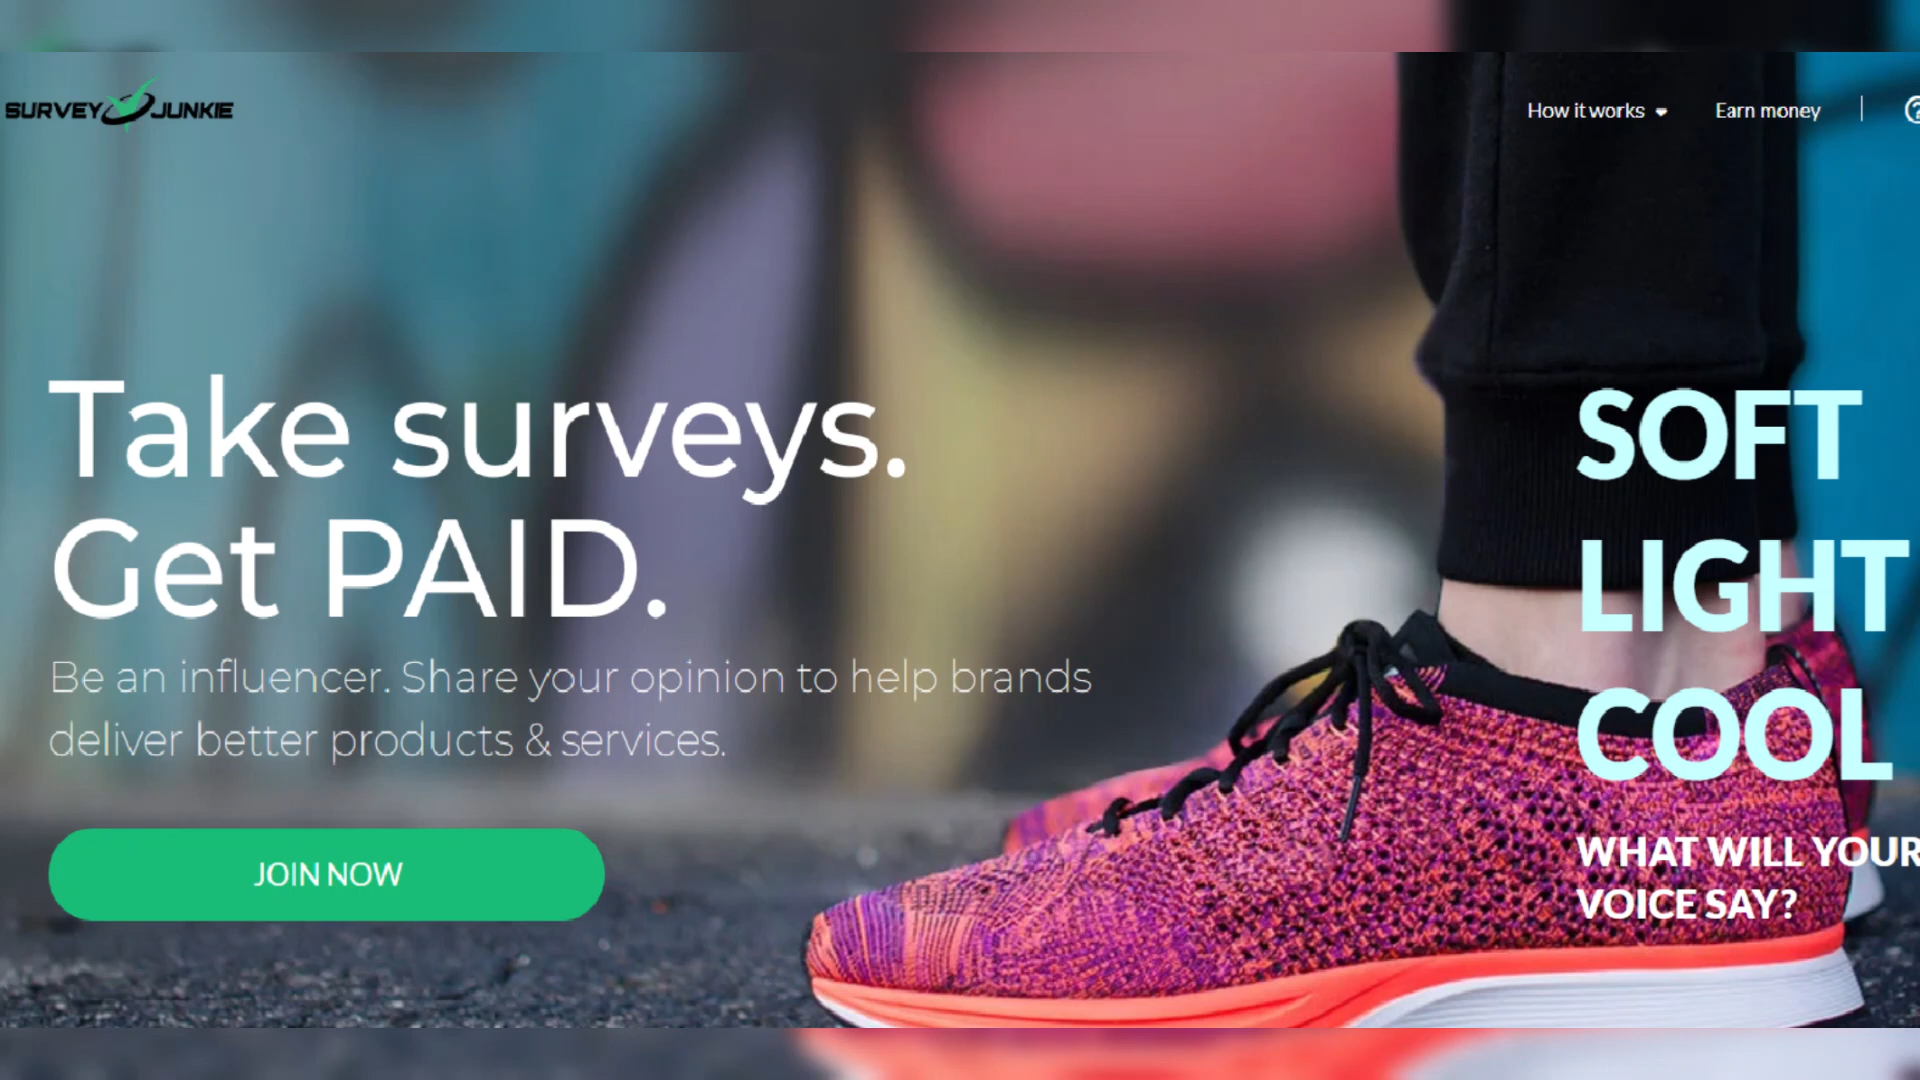 SURVEY JUNKIE
How it works
Earn money
Take surveys.
Get PAID.
Be an influencer. Share your opinion to help brands
deliver better products & services.
JOIN NOW
SOFT
LIGHT
COOL
WHAT WILL YOUR
VOICE SAY?